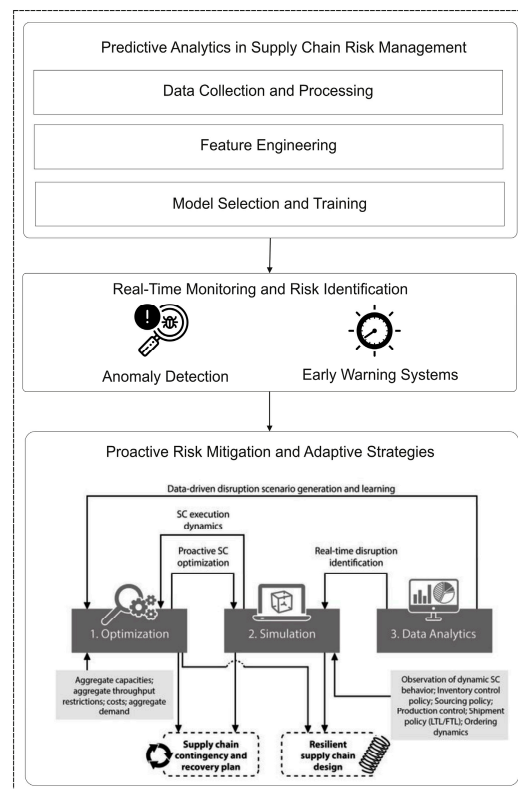 Predictive Analytics in Supply Chain Risk Management
Data Collection and Processing
Feature Engineering
Model Selection and Training
Real-Time Monitoring and Risk Identification
Anomaly Detection
Early Warning Systems
Proactive Risk Mitigation and Adaptive Strategies
Data-driven disruption scenario generation and learning
SC execution
dynamics
Proactive SC
optimization
Real-time disruption
identification
1. Optimization
2. Simulation
3. Data Analytics
Aggregate capacities;
aggregate throughput
restrictions; costs; aggregate
demand
Observation of dynamic SC
behavior; Inventory control
policy; Sourcing policy;
Production control; Shipment
policy (LTL/FTL); Ordering
dynamics
Supply chain
contingency and
recovery plan
Resilient
supply chain
design